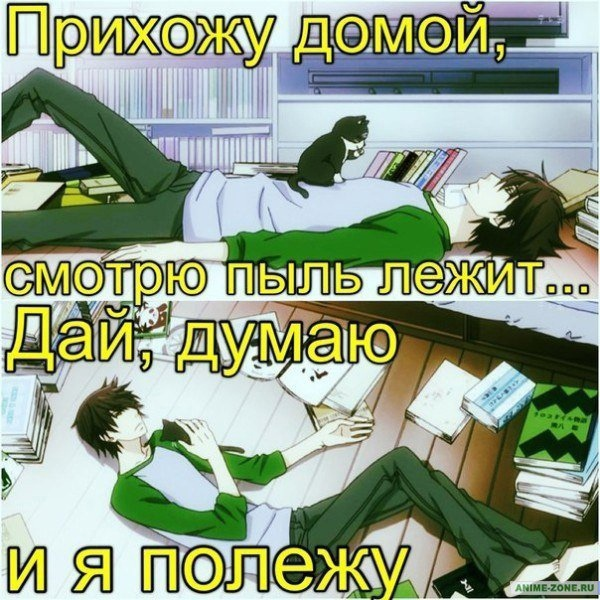 Прихожу домой,
смотрю пыль лежит...
Дай, думаю
и я полежу
ANIME-ZONE.RU